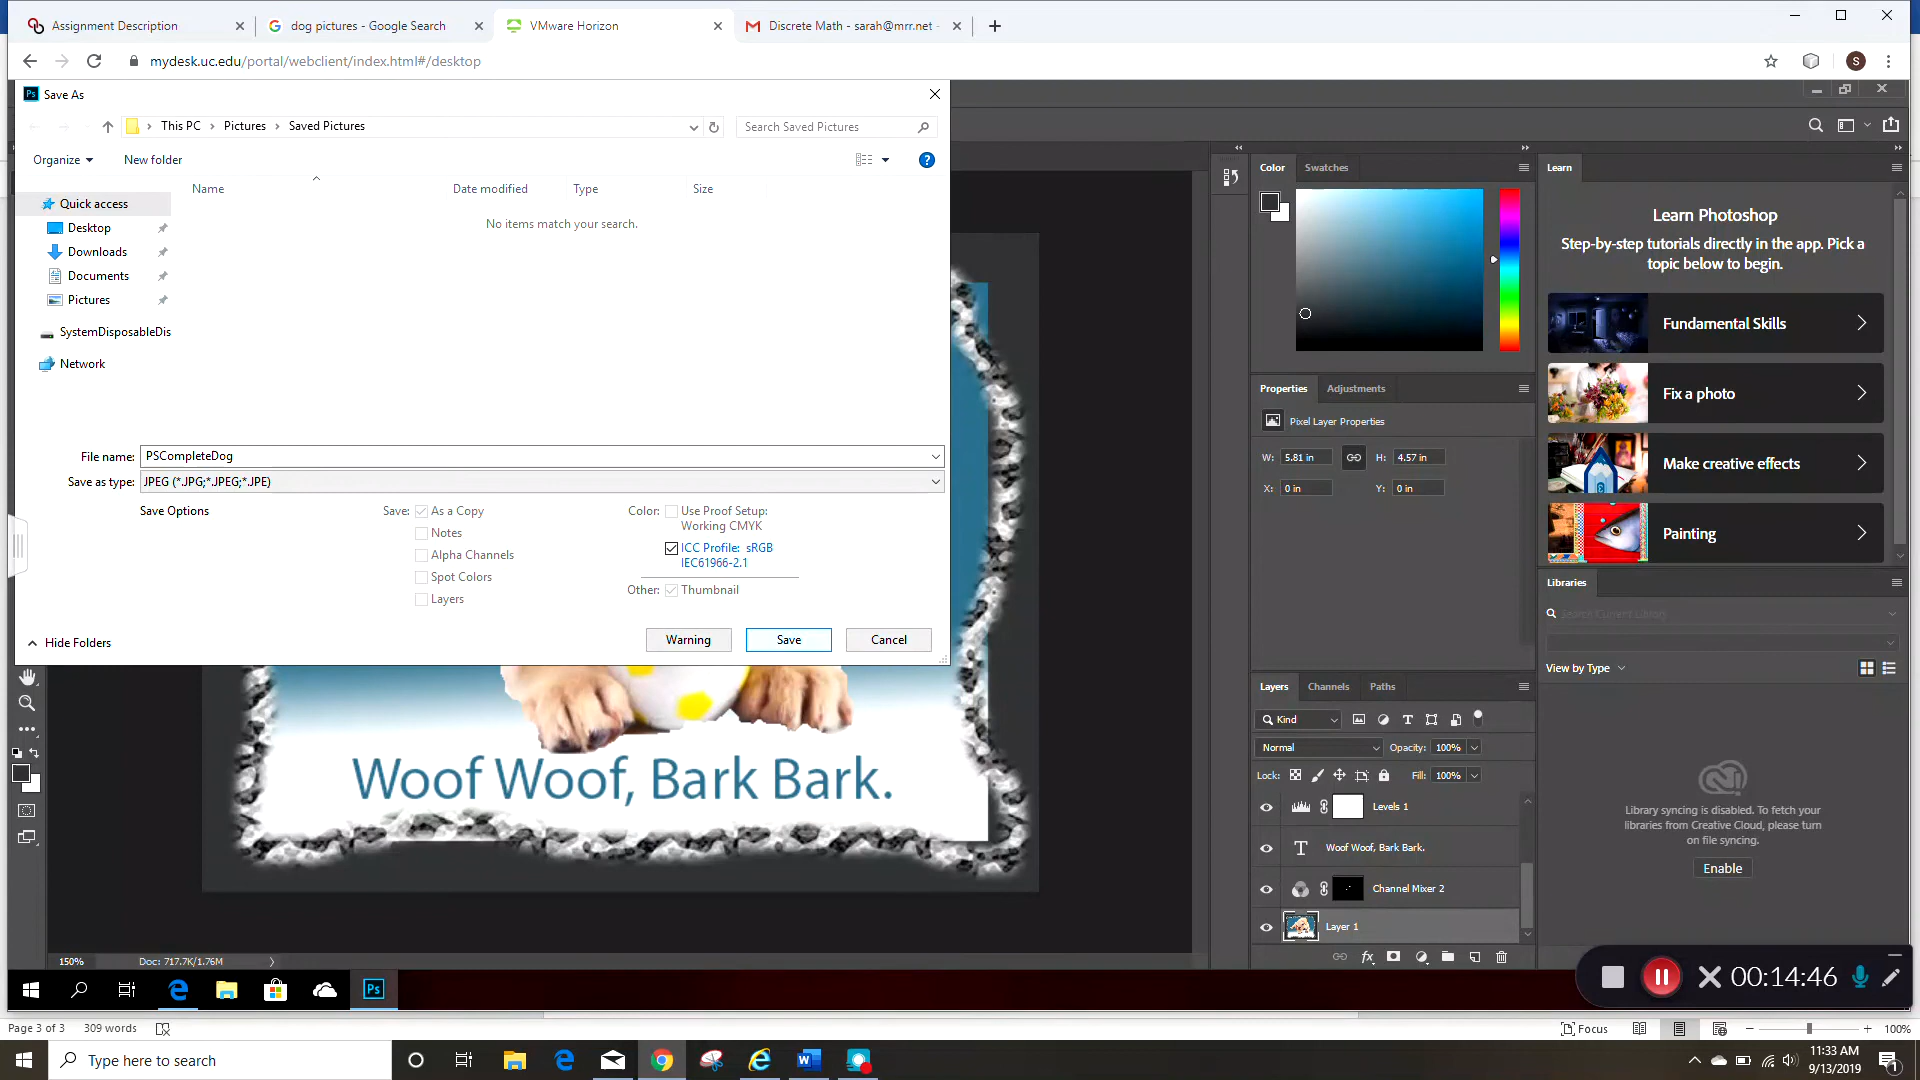 Assignment Description
dog pictures - Google Search
VMware Horizon
Discrete Math - sarah@mrr.net -
mydesk.uc.edu/portal/webclient/index.html#/desktop
S
Ps Save As
This PC > Pictures > Saved Pictures
Search Saved Pictures
Organize
New folder
Name
Date modified
Type
Size
No items match your search.
Quick access
Desktop
Downloads
Documents
Pictures
SystemDisposableDis
Network
File name: PSCompleteDog
Save as type: JPEG (*.JPG;*.JPEG;*.JPE)
Save Options
Save: As a Copy
Notes
Alpha Channels
Spot Colors
Layers
Color: Use Proof Setup:
Working CMYK
ICC Profile: sRGB
IEC61966-2.1
Other: Thumbnail
Hide Folders
Warning
Save
Cancel
Woof Woof, Bark Bark.
150%
Doc: 717.7K/1.76M
Color
Swatches
Properties
Adjustments
Pixel Layer Properties
W: 5.81 in
H: 4.57 in
X: 0 in
Y: 0 in
Layers
Channels
Paths
Kind
Normal
Opacity: 100%
Lock:
Fill: 100%
Levels 1
Woof Woof, Bark Bark.
Channel Mixer 2
Layer 1
fx
Learn
Learn Photoshop
Step-by-step tutorials directly in the app. Pick a
topic below to begin.
Fundamental Skills
Fix a photo
Make creative effects
Painting
Libraries
Search Current Library
View by Type
Library syncing is disabled. To fetch your
libraries from Creative Cloud, please turn
on file syncing.
Enable
00:14:46
Ps
Page 3 of 3
309 words
Focus
100%
Type here to search
11:33 AM
9/13/2019
1